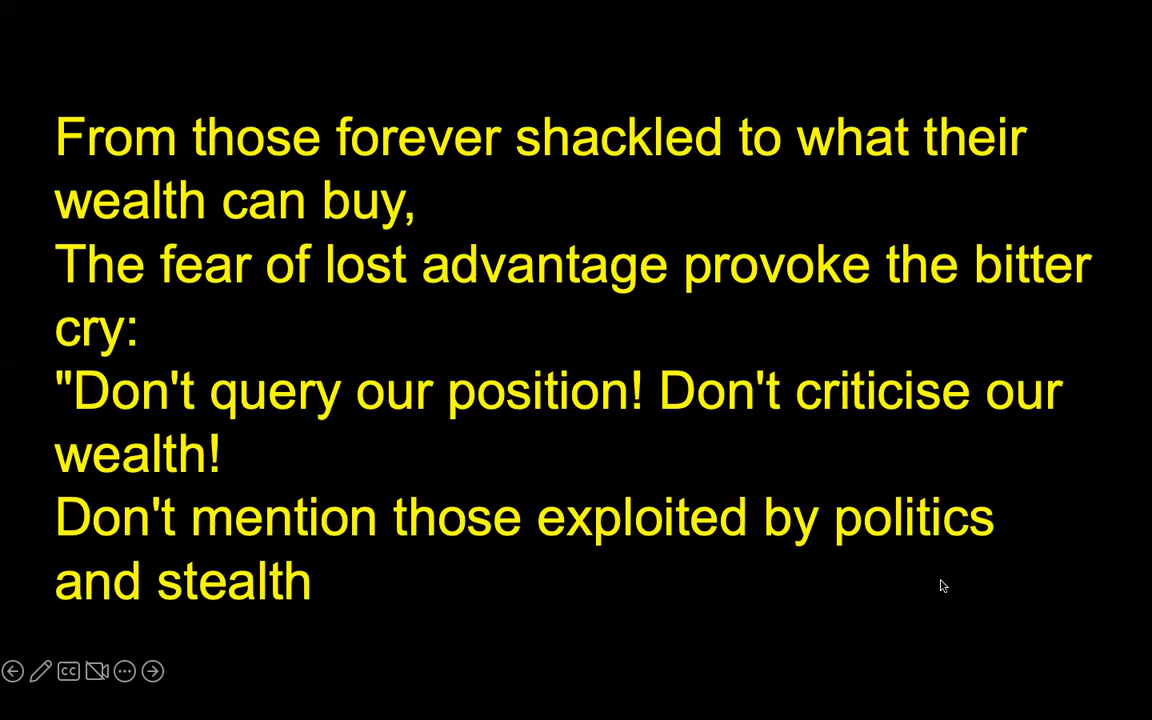 From those forever shackled to what their
wealth can buy,
The fear of lost advantage provoke the bitter
cry:
"Don't query our position! Don't criticise our
wealth!
Don't mention those exploited by politics
and stealth
CC